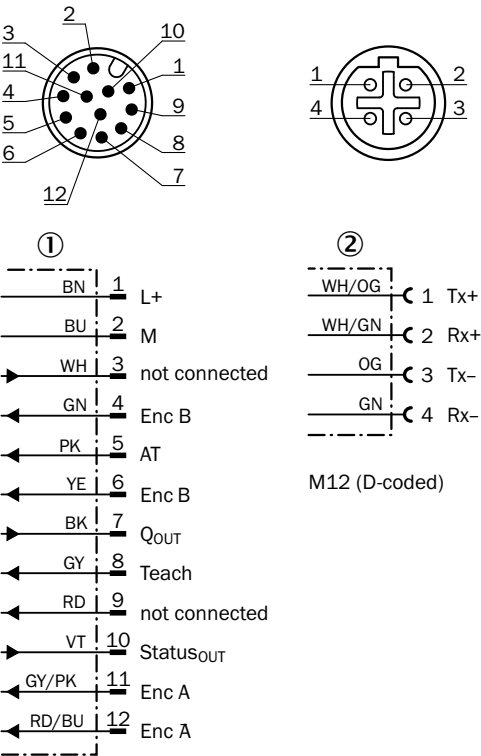 2
3
10
11
1
4
9
5
8
6
7
12
1
2
4
3
①
BN 1 L+
BU 2 M
WH 3 not connected
GN 4 Enc B
PK 5 AT
YE 6 Enc B
BK 7 QOUT
GY 8 Teach
RD 9 not connected
VT 10 StatusOUT
GY/PK 11 Enc A
RD/BU 12 Enc A
②
WH/OG 1 Tx+
WH/GN 2 Rx+
OG 3 Tx–
GN 4 Rx–
M12 (D-coded)